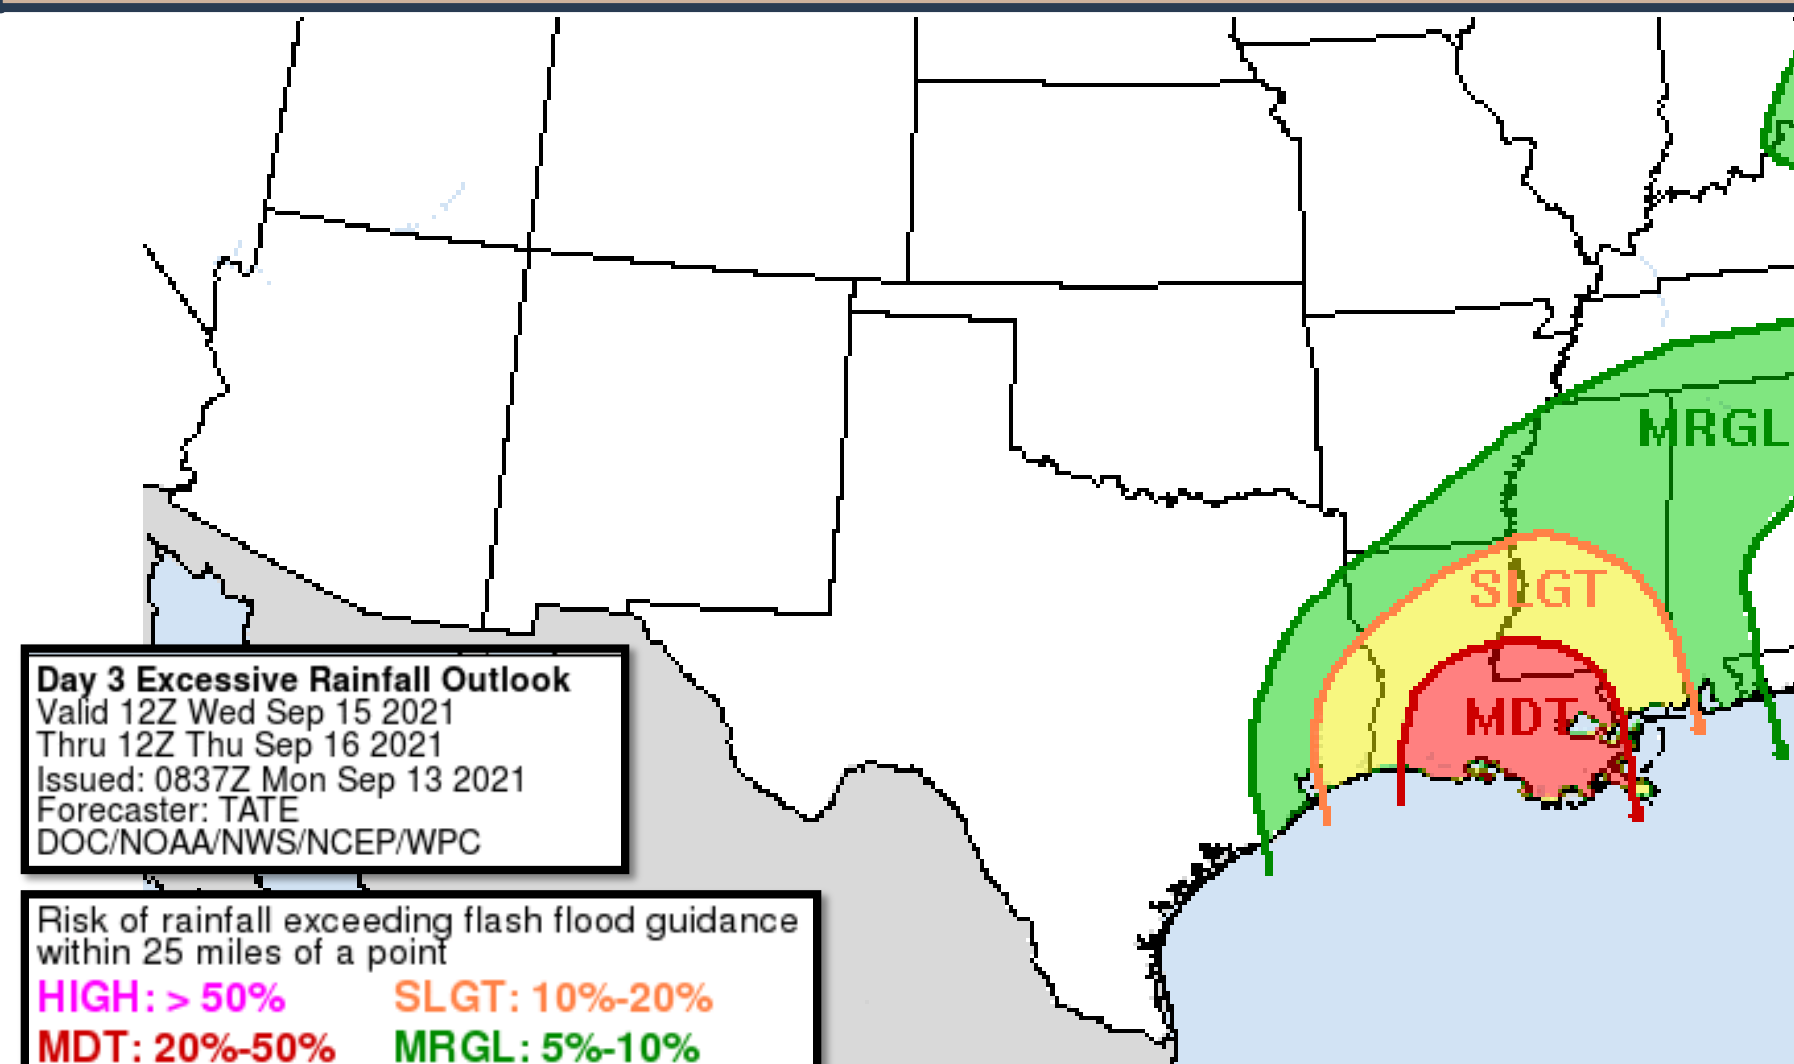 MRGL
SLGT
MDT
Day 3 Excessive Rainfall Outlook
Valid 12Z Wed Sep 15 2021
Thru 12Z Thu Sep 16 2021
Issued: 0837Z Mon Sep 13 2021
Forecaster: TATE
DOC/NOAA/NWS/NCEP/WPC
Risk of rainfall exceeding flash flood guidance
within 25 miles of a point
HIGH: > 50% SLGT: 10%-20%
MDT: 20%-50% MRGL: 5%-10%